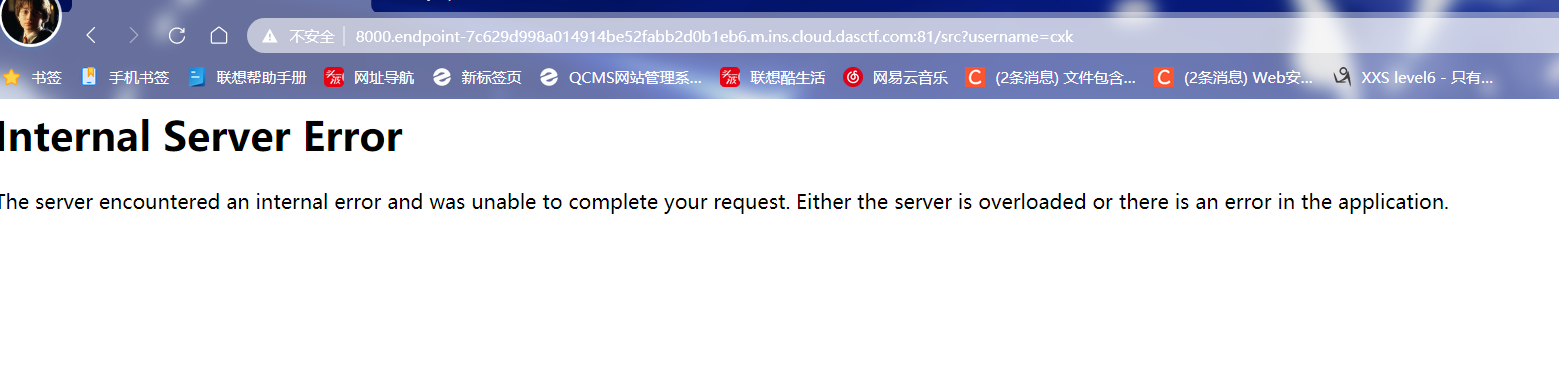 不安全 8000.endpoint-7c629d998a014914be52fabb2d0b1eb6.m.ins.cloud.dasctf.com:81/src?username=cxk
书签 手机书签 联想帮助手册 网址导航 新标签页 QCMS网站管理系... 联想酷生活 网易云音乐 (2条消息) 文件包含... (2条消息) Web安... XXS level6 - 只有...
Internal Server Error
The server encountered an internal error and was unable to complete your request. Either the server is overloaded or there is an error in the application.